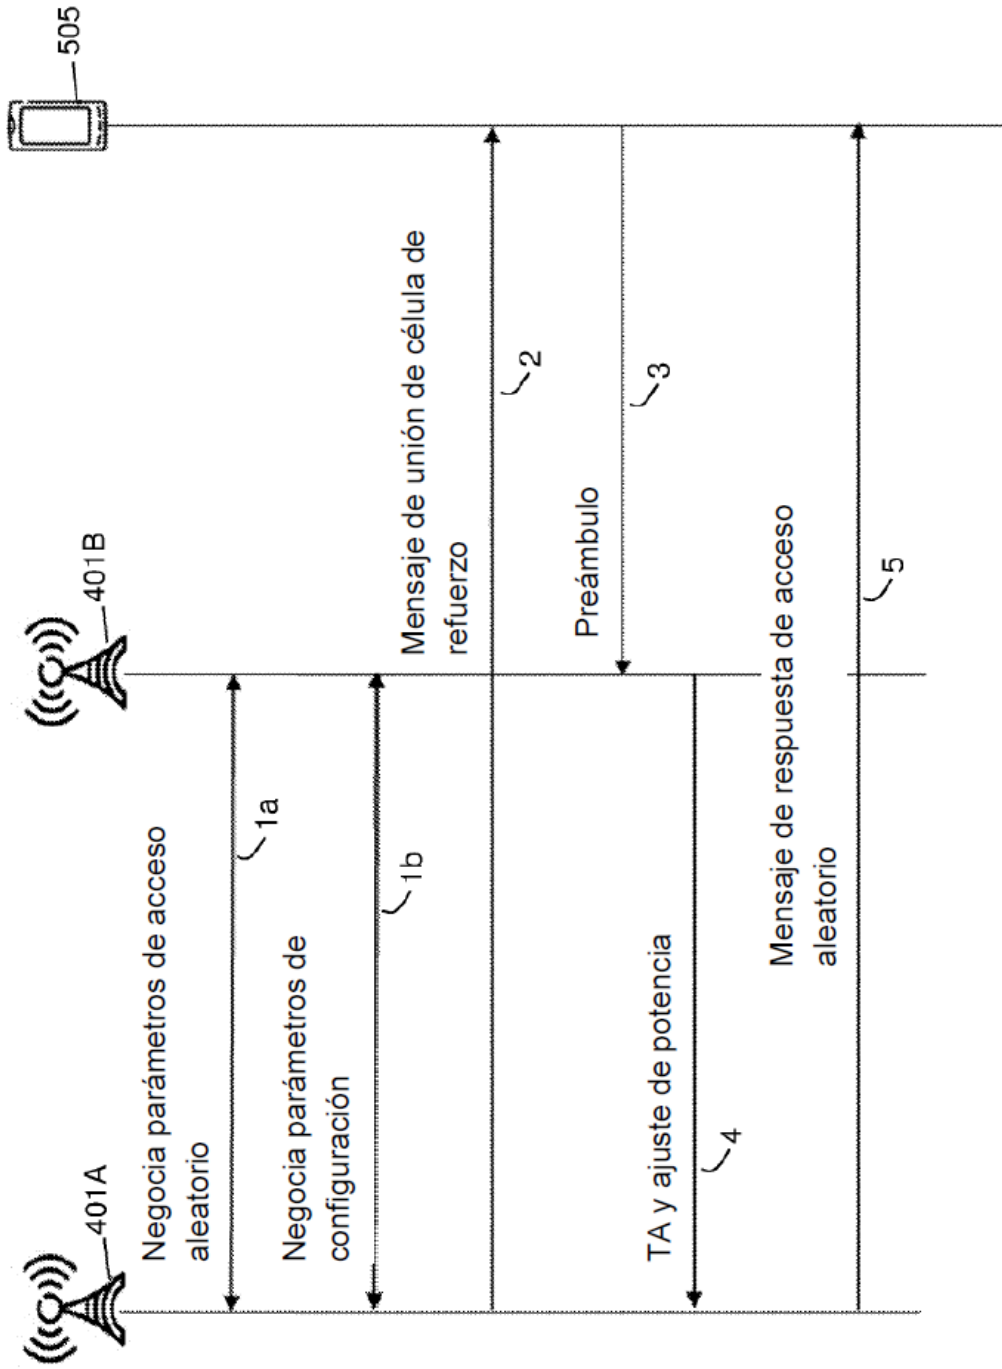 401A
401B
505
Negocia parámetros de acceso
aleatorio
1a
Negocia parámetros de
configuración
1b
Mensaje de unión de célula de
refuerzo
2
Preámbulo
3
TA y ajuste de potencia
4
Mensaje de respuesta de acceso
aleatorio
5